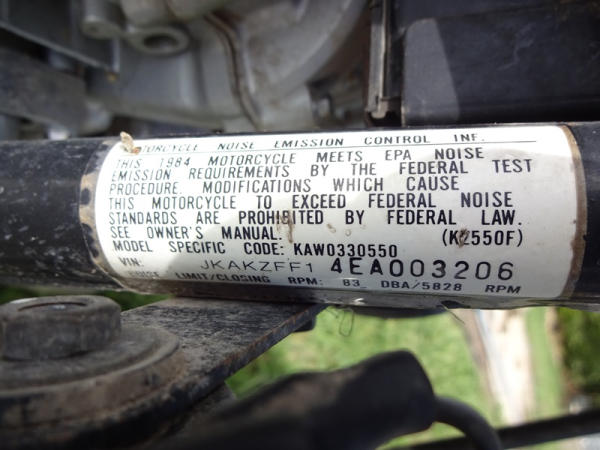 MOTORCYCLE NOISE EMISSION CONTROL INF.
THIS 1984 MOTORCYCLE MEETS EPA NOISE
EMISSION REQUIREMENTS BY THE FEDERAL TEST
PROCEDURE. MODIFICATIONS WHICH CAUSE
THIS MOTORCYCLE TO EXCEED FEDERAL NOISE
STANDARDS ARE PROHIBITED BY FEDERAL LAW.
SEE OWNER'S MANUAL. (KZ550F)
MODEL SPECIFIC CODE: KAW0330550
VIN: JKAKZFF1 4EA003206
NOISE LIMIT/CLOSING RPM: 83 DBA/5828 RPM